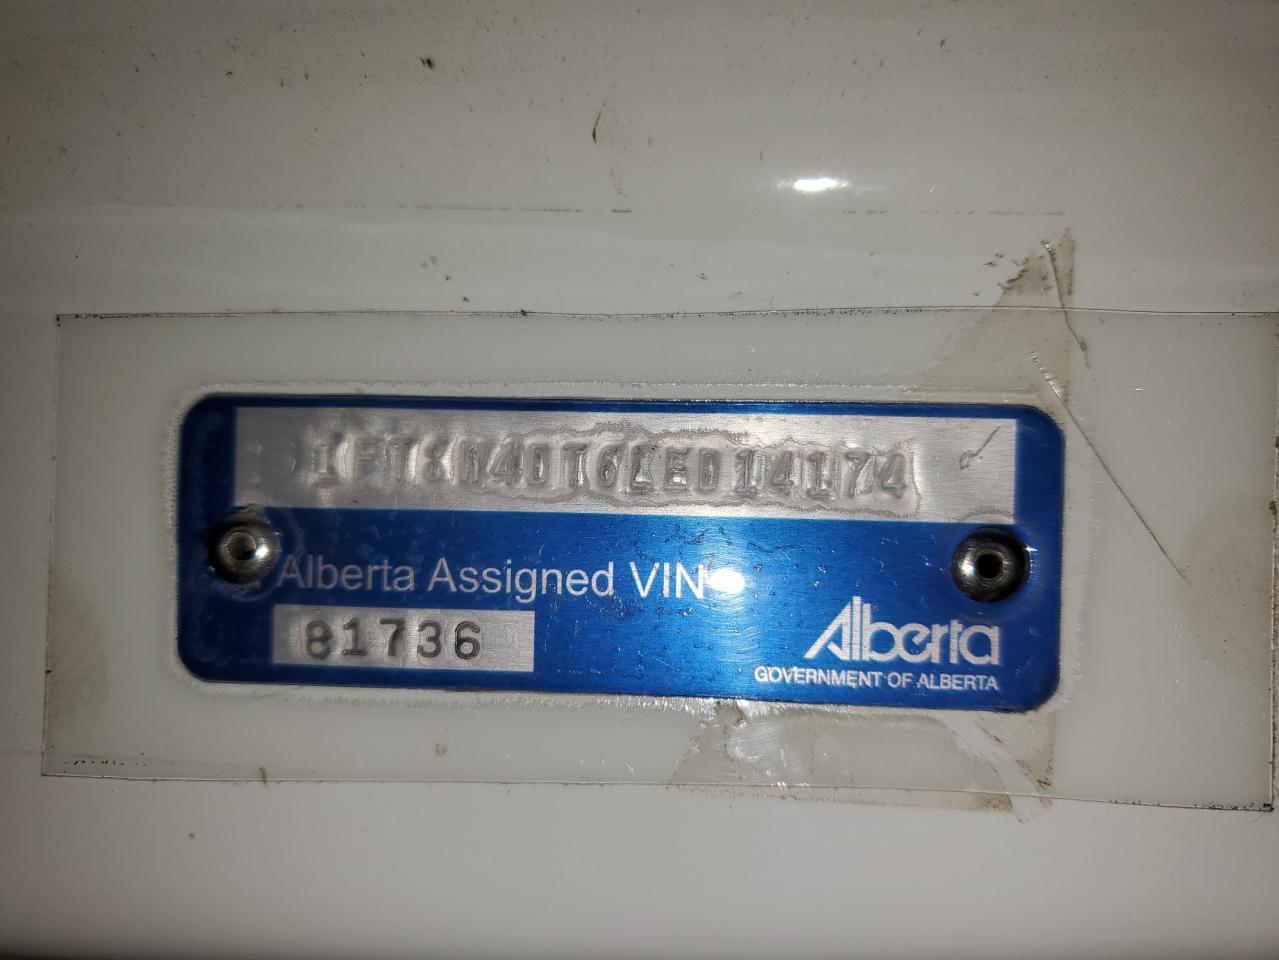 1FT8W4DT6LED14174
Alberta Assigned VIN
81736
Alberta
GOVERNMENT OF ALBERTA